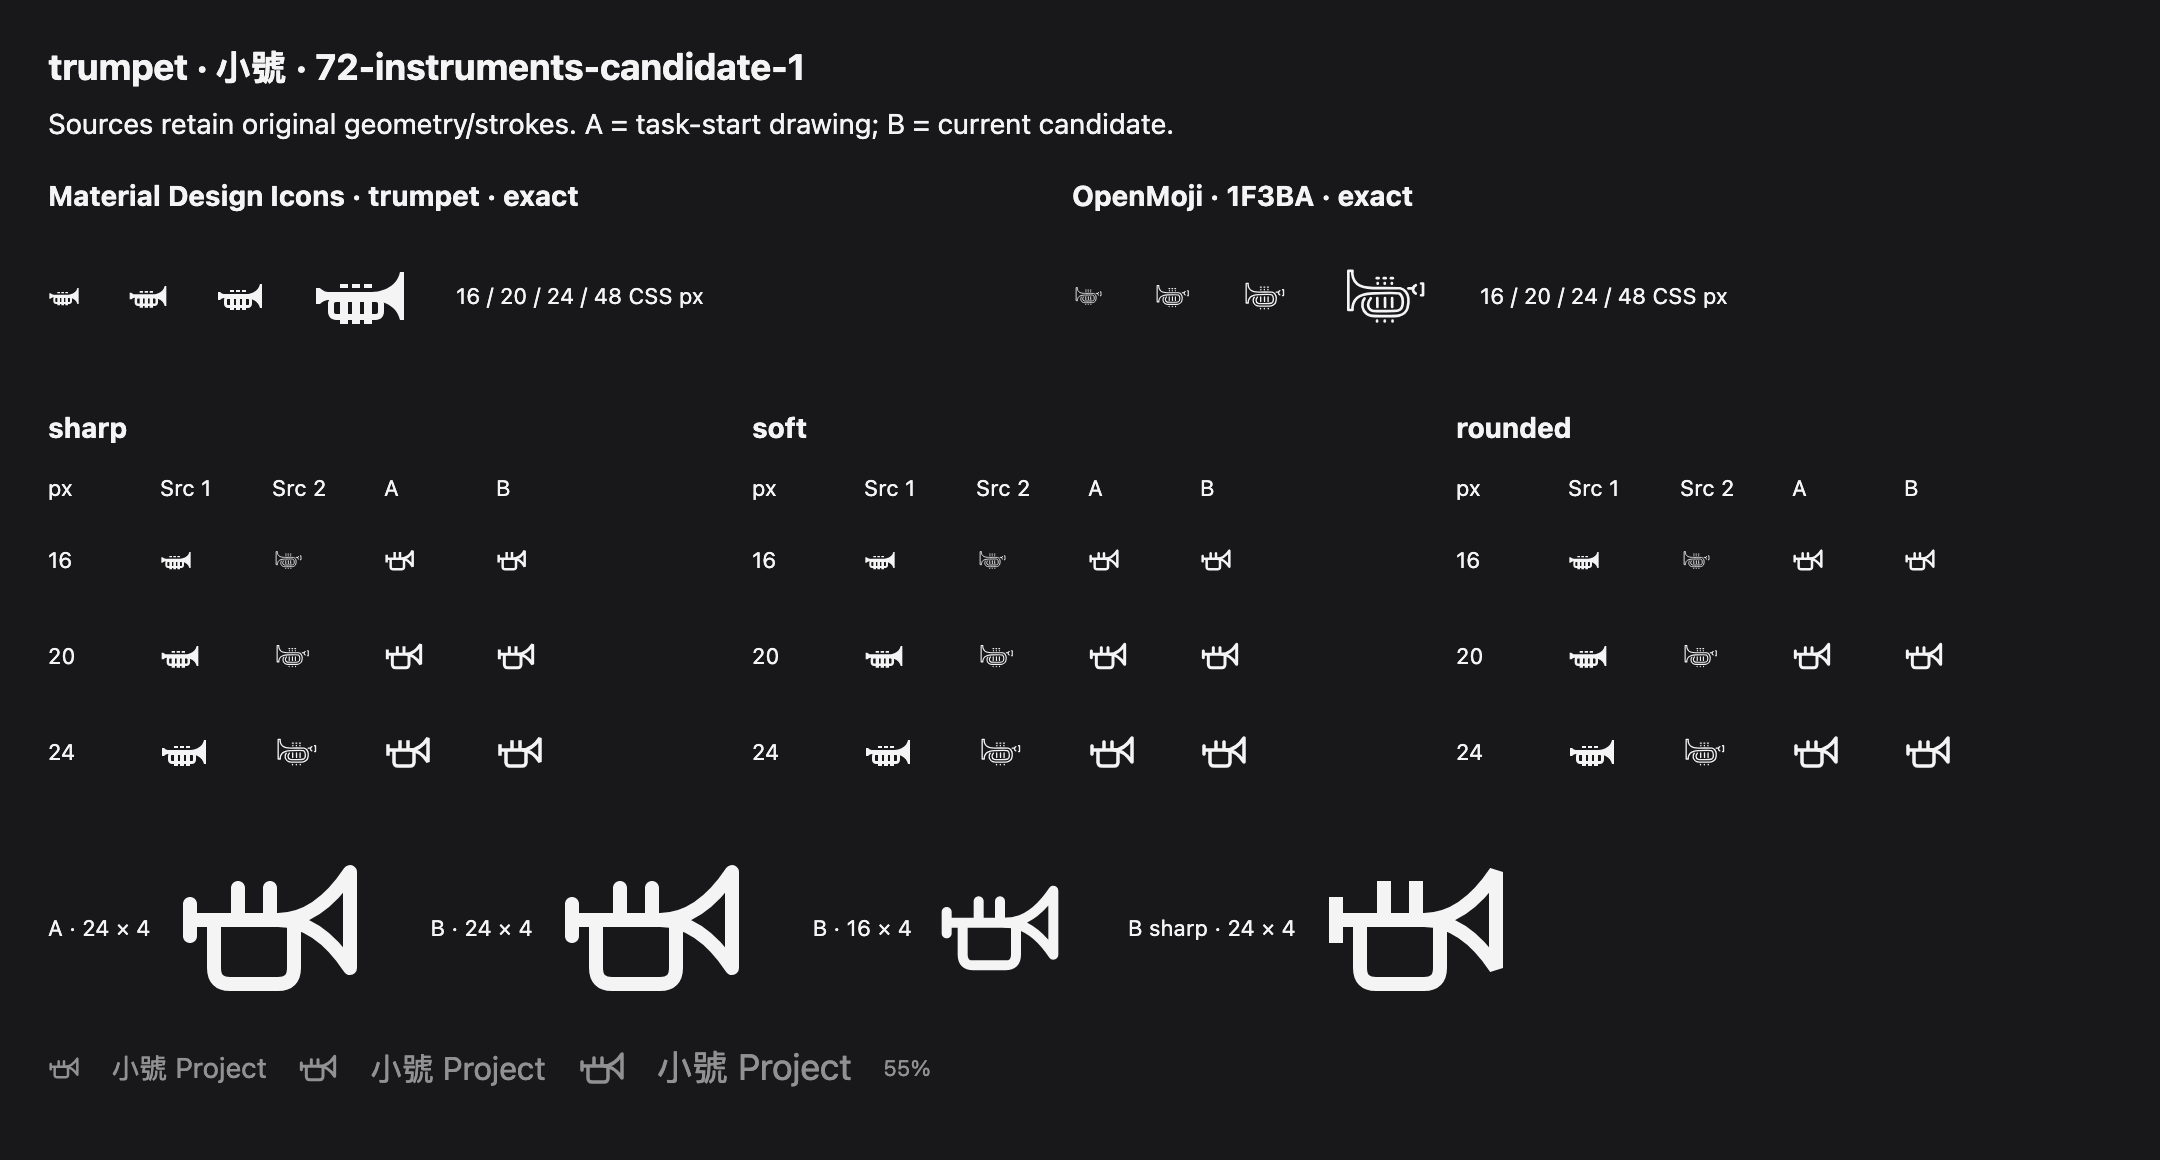 trumpet · 小號 · 72-instruments-candidate-1
Sources retain original geometry/strokes. A = task-start drawing; B = current candidate.
Material Design Icons · trumpet · exact
16 / 20 / 24 / 48 CSS px
OpenMoji · 1F3BA · exact
16 / 20 / 24 / 48 CSS px
sharp
px Src 1 Src 2 A B
16
20
24
soft
px Src 1 Src 2 A B
16
20
24
rounded
px Src 1 Src 2 A B
16
20
24
A · 24 × 4
B · 24 × 4
B · 16 × 4
B sharp · 24 × 4
小號 Project 小號 Project 小號 Project 55%